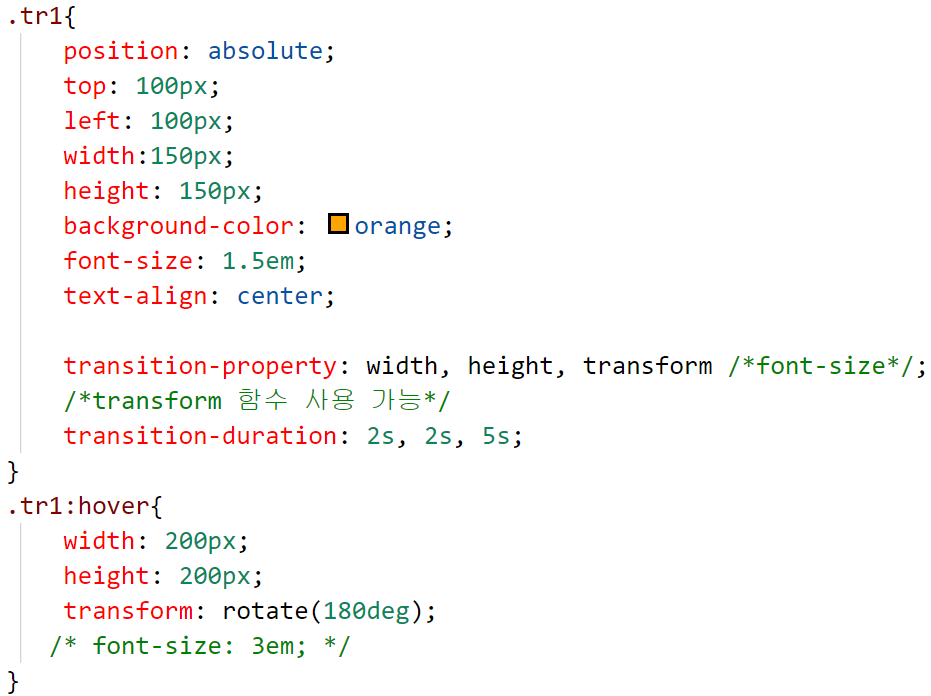 .tr1{
position: absolute;
top: 100px;
left: 100px;
width:150px;
height: 150px;
background-color: orange;
font-size: 1.5em;
text-align: center;
transition-property: width, height, transform /*font-size*/;
/*transform 함수 사용 가능*/
transition-duration: 2s, 2s, 5s;
}
.tr1:hover{
width: 200px;
height: 200px;
transform: rotate(180deg);
/* font-size: 3em; */
}